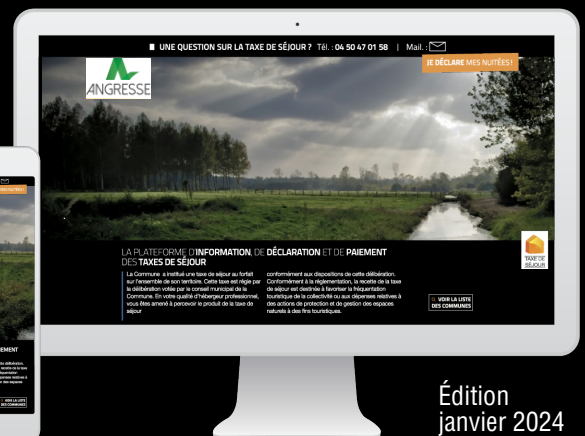 ■ UNE QUESTION SUR LA TAXE DE SÉJOUR ? Tél. : 04 50 47 01 58 | Mail. :
JE DÉCLARE MES NUITÉES !
ANGRESSE
LA PLATEFORME D'INFORMATION, DE DÉCLARATION ET DE PAIEMENT
DES TAXES DE SÉJOUR
La Commune a institué une taxe de séjour au forfait
sur l'ensemble de son territoire. Cette taxe est régie par
la délibération votée par le conseil municipal de la
Commune. En votre qualité d'hébergeur professionnel,
vous êtes amené à percevoir le produit de la taxe de
séjour
conformément aux dispositions de cette délibération.
Conformément à la réglementation, la recette de la taxe
de séjour est destinée à favoriser la fréquentation
touristique de la collectivité ou aux dépenses relatives à
des actions de protection et de gestion des espaces
naturels à des fins touristiques.
TAXE DE
SÉJOUR
VOIR LA LISTE
DES COMMUNES
Édition
janvier 2024